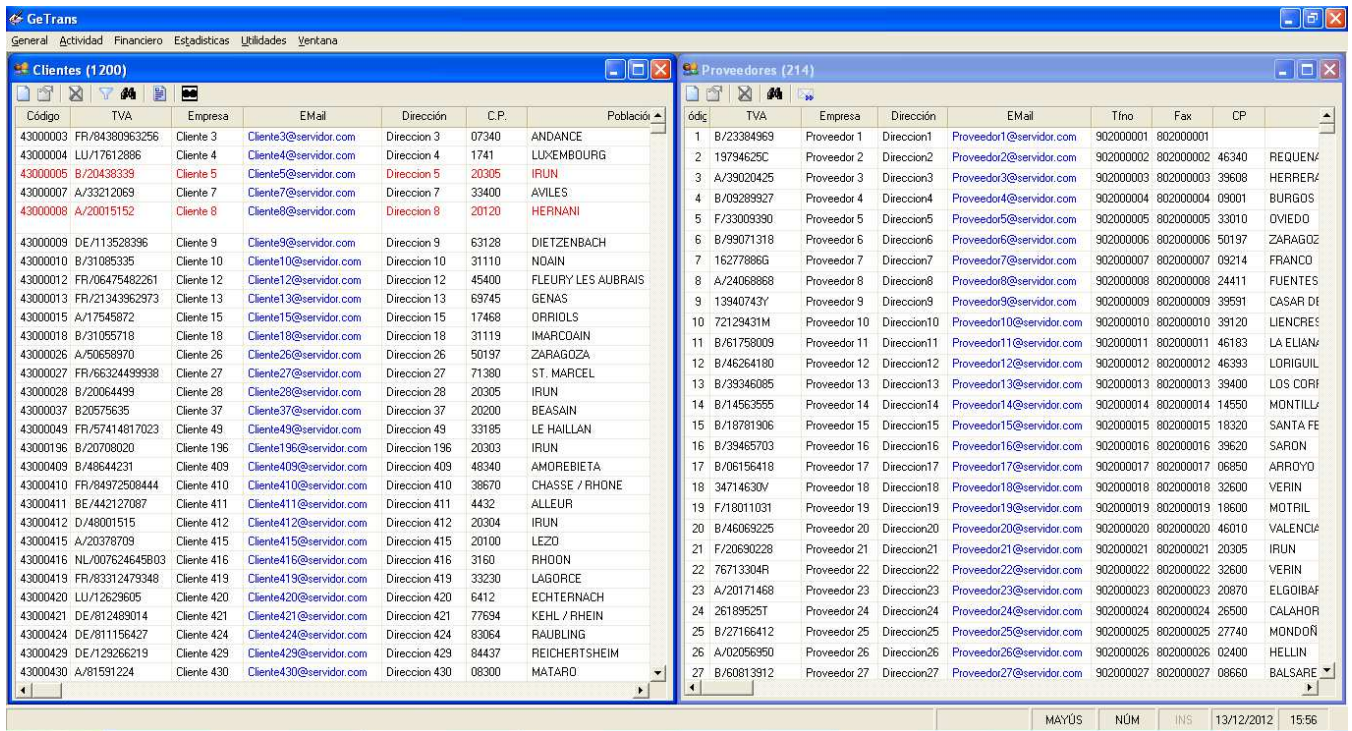 GeTrans
General Actividad Financiero Estadísticas Utilidades Ventana
Clientes (1200)
Código TVA Empresa EMail Dirección C.P. Població
43000003 FR/84380963256 Cliente 3 Cliente3@servidor.com Direccion 3 07340 ANDANCE
43000004 LU/17612886 Cliente 4 Cliente4@servidor.com Direccion 4 1741 LUXEMBOURG
43000005 B/20438339 Cliente 5 Cliente5@servidor.com Direccion 5 20305 IRUN
43000007 A/33212069 Cliente 7 Cliente7@servidor.com Direccion 7 33400 AVILES
43000008 A/20015152 Cliente 8 Cliente8@servidor.com Direccion 8 20120 HERNANI
43000009 DE/113528396 Cliente 9 Cliente9@servidor.com Direccion 9 63128 DIETZENBACH
43000010 B/31085335 Cliente 10 Cliente10@servidor.com Direccion 10 31110 NOAIN
43000012 FR/06475482261 Cliente 12 Cliente12@servidor.com Direccion 12 45400 FLEURY LES AUBRAIS
43000013 FR/21343962973 Cliente 13 Cliente13@servidor.com Direccion 13 69745 GENAS
43000015 A/17545872 Cliente 15 Cliente15@servidor.com Direccion 15 17468 ORRIOLS
43000018 B/31055718 Cliente 18 Cliente18@servidor.com Direccion 18 31119 IMARCOAIN
43000026 A/50658970 Cliente 26 Cliente26@servidor.com Direccion 26 50197 ZARAGOZA
43000027 FR/66324499938 Cliente 27 Cliente27@servidor.com Direccion 27 71380 ST. MARCEL
43000028 B/20064499 Cliente 28 Cliente28@servidor.com Direccion 28 20305 IRUN
43000037 B20575635 Cliente 37 Cliente37@servidor.com Direccion 37 20200 BEASAIN
43000049 FR/57414817023 Cliente 49 Cliente49@servidor.com Direccion 49 33185 LE HAILLAN
43000196 B/20708020 Cliente 196 Cliente196@servidor.com Direccion 196 20303 IRUN
43000409 B/48644231 Cliente 409 Cliente409@servidor.com Direccion 409 48340 AMOREBIETA
43000410 FR/84972508444 Cliente 410 Cliente410@servidor.com Direccion 410 38670 CHASSE / RHONE
43000411 BE/442127087 Cliente 411 Cliente411@servidor.com Direccion 411 4432 ALLEUR
43000412 D/48001515 Cliente 412 Cliente412@servidor.com Direccion 412 20304 IRUN
43000415 A/20378709 Cliente 415 Cliente415@servidor.com Direccion 415 20100 LEZO
43000416 NL/007624645B03 Cliente 416 Cliente416@servidor.com Direccion 416 3160 RHOON
43000419 FR/83312479348 Cliente 419 Cliente419@servidor.com Direccion 419 33230 LAGORCE
43000420 LU/12629605 Cliente 420 Cliente420@servidor.com Direccion 420 6412 ECHTERNACH
43000421 DE/812489014 Cliente 421 Cliente421@servidor.com Direccion 421 77694 KEHL / RHEIN
43000424 DE/811156427 Cliente 424 Cliente424@servidor.com Direccion 424 83064 RAUBLING
43000429 DE/129266219 Cliente 429 Cliente429@servidor.com Direccion 429 84437 REICHERTSHEIM
43000430 A/81591224 Cliente 430 Cliente430@servidor.com Direccion 430 08300 MATARO
Proveedores (214)
ódig TVA Empresa Dirección EMail Tfno Fax CP
1 B/23384969 Proveedor 1 Direccion1 Proveedor1@servidor.com 902000001 802000001
2 19794625C Proveedor 2 Direccion2 Proveedor2@servidor.com 902000002 802000002 46340 REQUENA
3 A/39020425 Proveedor 3 Direccion3 Proveedor3@servidor.com 902000003 802000003 39608 HERRERA
4 B/09289927 Proveedor 4 Direccion4 Proveedor4@servidor.com 902000004 802000004 09001 BURGOS
5 F/33009390 Proveedor 5 Direccion5 Proveedor5@servidor.com 902000005 802000005 33010 OVIEDO
6 B/99071318 Proveedor 6 Direccion6 Proveedor6@servidor.com 902000006 802000006 50197 ZARAGOZ
7 16277886G Proveedor 7 Direccion7 Proveedor7@servidor.com 902000007 802000007 09214 FRANCO
8 A/24068868 Proveedor 8 Direccion8 Proveedor8@servidor.com 902000008 802000008 24411 FUENTES
9 13940743Y Proveedor 9 Direccion9 Proveedor9@servidor.com 902000009 802000009 39591 CASAR DE
10 72129431M Proveedor 10 Direccion10 Proveedor10@servidor.com 902000010 802000010 39120 LIENCRES
11 B/61758009 Proveedor 11 Direccion11 Proveedor11@servidor.com 902000011 802000011 46183 LA ELIANA
12 B/46264180 Proveedor 12 Direccion12 Proveedor12@servidor.com 902000012 802000012 46393 LORIGUIL
13 B/39346085 Proveedor 13 Direccion13 Proveedor13@servidor.com 902000013 802000013 39400 LOS CORR
14 B/14563555 Proveedor 14 Direccion14 Proveedor14@servidor.com 902000014 802000014 14550 MONTILLA
15 B/18781906 Proveedor 15 Direccion15 Proveedor15@servidor.com 902000015 802000015 18320 SANTA FE
16 B/39465703 Proveedor 16 Direccion16 Proveedor16@servidor.com 902000016 802000016 39620 SARON
17 B/06156418 Proveedor 17 Direccion17 Proveedor17@servidor.com 902000017 802000017 06850 ARROYO
18 34714630V Proveedor 18 Direccion18 Proveedor18@servidor.com 902000018 802000018 32600 VERIN
19 F/18011031 Proveedor 19 Direccion19 Proveedor19@servidor.com 902000019 802000019 18600 MOTRIL
20 B/46069225 Proveedor 20 Direccion20 Proveedor20@servidor.com 902000020 802000020 46010 VALENCIA
21 F/20690228 Proveedor 21 Direccion21 Proveedor21@servidor.com 902000021 802000021 20305 IRUN
22 76713304R Proveedor 22 Direccion22 Proveedor22@servidor.com 902000022 802000022 32600 VERIN
23 A/20171468 Proveedor 23 Direccion23 Proveedor23@servidor.com 902000023 802000023 20870 ELGOIBAR
24 26189525T Proveedor 24 Direccion24 Proveedor24@servidor.com 902000024 802000024 26500 CALAHOR
25 B/27166412 Proveedor 25 Direccion25 Proveedor25@servidor.com 902000025 802000025 27740 MONDOÑ
26 A/02056950 Proveedor 26 Direccion26 Proveedor26@servidor.com 902000026 802000026 02400 HELLIN
27 B/60813912 Proveedor 27 Direccion27 Proveedor27@servidor.com 902000027 802000027 08660 BALSARE
MAYÚS NÚM INS 13/12/2012 15:56